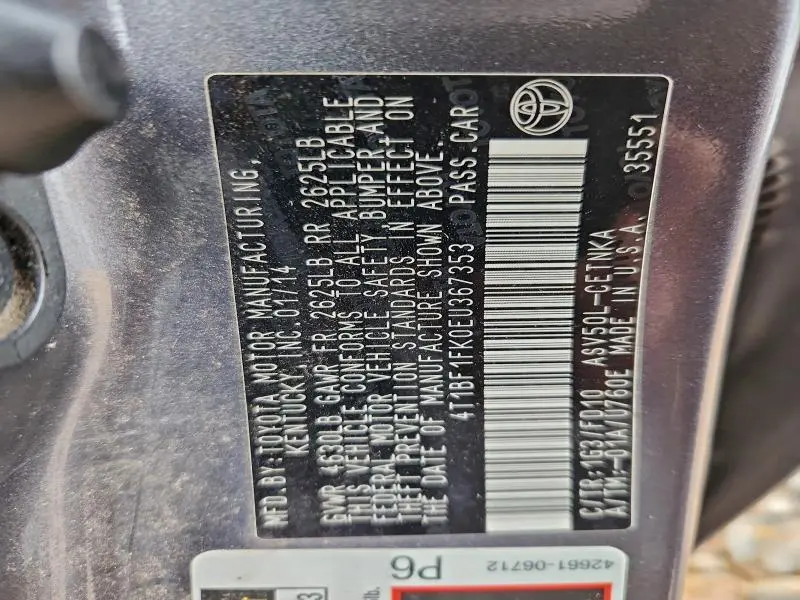 MFD.BY:TOYOTA MOTOR MANUFACTURING,
KENTUCKY, INC. 01/14
GVWR 4630LB GAWR FR 2625LB RR 2625LB
THIS VEHICLE CONFORMS TO ALL APPLICABLE
FEDERAL MOTOR VEHICLE SAFETY, BUMPER, AND
THEFT PREVENTION STANDARDS IN EFFECT ON
THE DATE OF MANUFACTURE SHOWN ABOVE.
4T1BF1FK0EU367353 PASS.CAR
C/TR:1G3/FD10 ASV50L-CETNKA
A/TM:-01A/U760E MADE IN U.S.A. 35551
P6
42661-06712